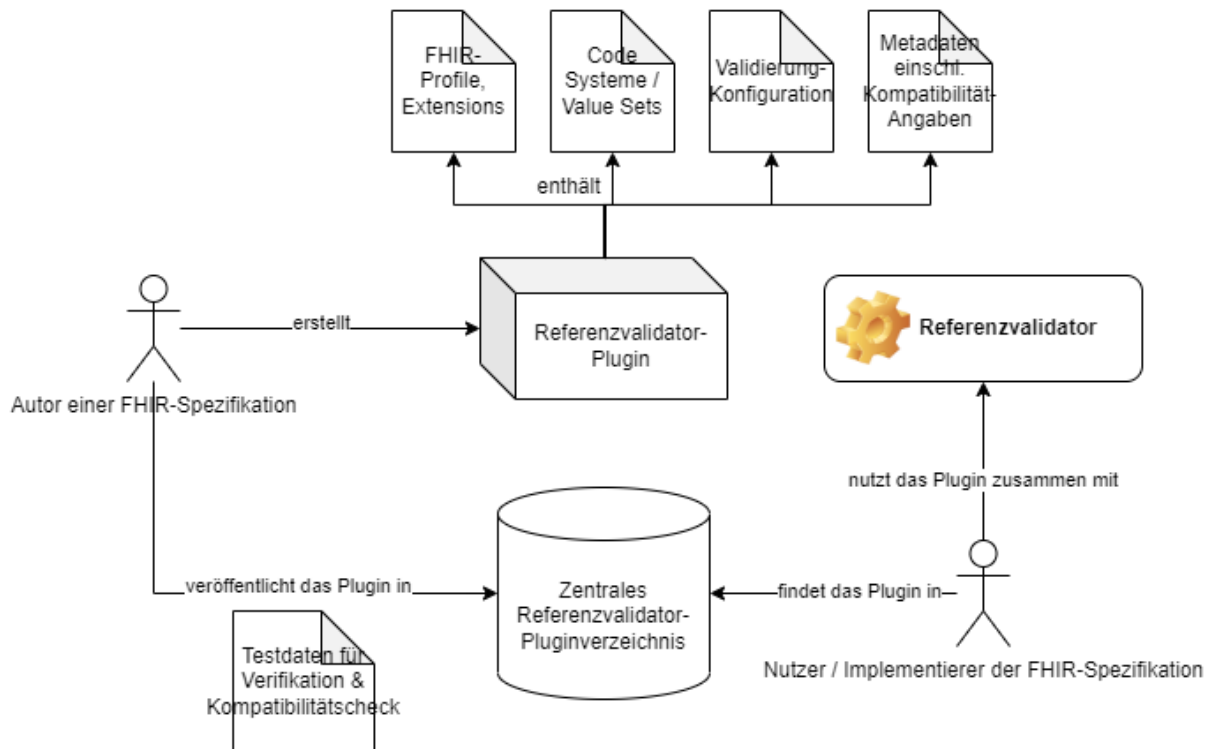 FHIR-
Profile,
Extensions
Code
Systeme /
Value Sets
Validierung-
Konfiguration
Metadaten
einschl.
Kompatibilität-
Angaben
enthält
erstellt
Referenzvalidator-
Plugin
Referenzvalidator
Autor einer FHIR-Spezifikation
nutzt das Plugin zusammen mit
veröffentlicht das Plugin in
Zentrales
Referenzvalidator-
Pluginverzeichnis
findet das Plugin in
Testdaten für
Verifikation &
Kompatibilitätscheck
Nutzer / Implementierer der FHIR-Spezifikation